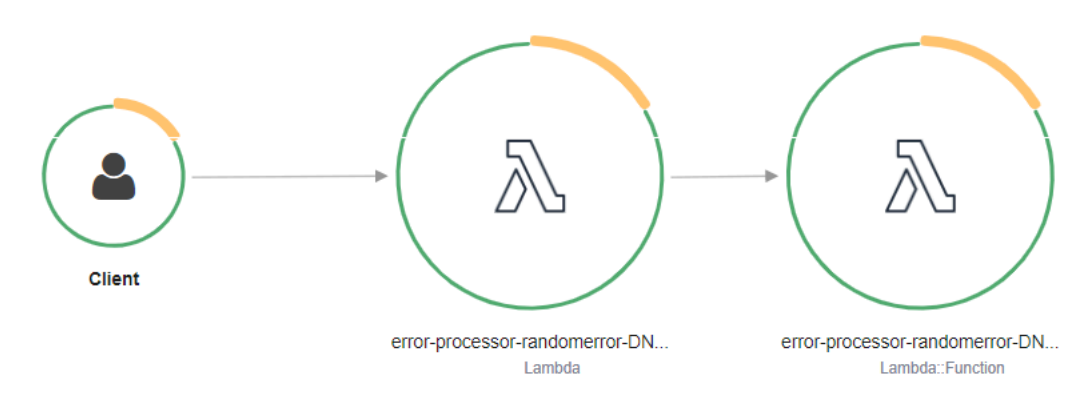 Client
error-processor-randomerror-DN...
Lambda
error-processor-randomerror-DN...
Lambda::Function